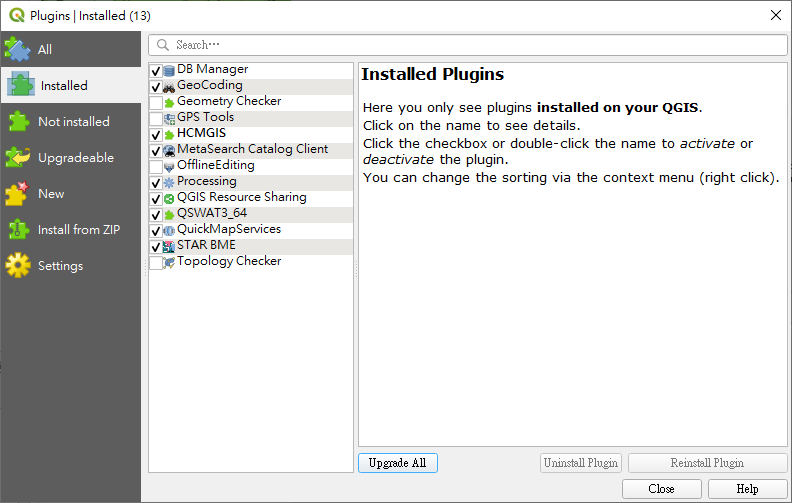 Plugins | Installed (13)
All
Installed
Not installed
Upgradeable
New
Install from ZIP
Settings
Search…
DB Manager
GeoCoding
Geometry Checker
GPS Tools
HCMGIS
MetaSearch Catalog Client
OfflineEditing
Processing
QGIS Resource Sharing
QSWAT3_64
QuickMapServices
STAR BME
Topology Checker
Installed Plugins
Here you only see plugins installed on your QGIS.
Click on the name to see details.
Click the checkbox or double-click the name to activate or
deactivate the plugin.
You can change the sorting via the context menu (right click).
Upgrade All
Uninstall Plugin
Reinstall Plugin
Close
Help